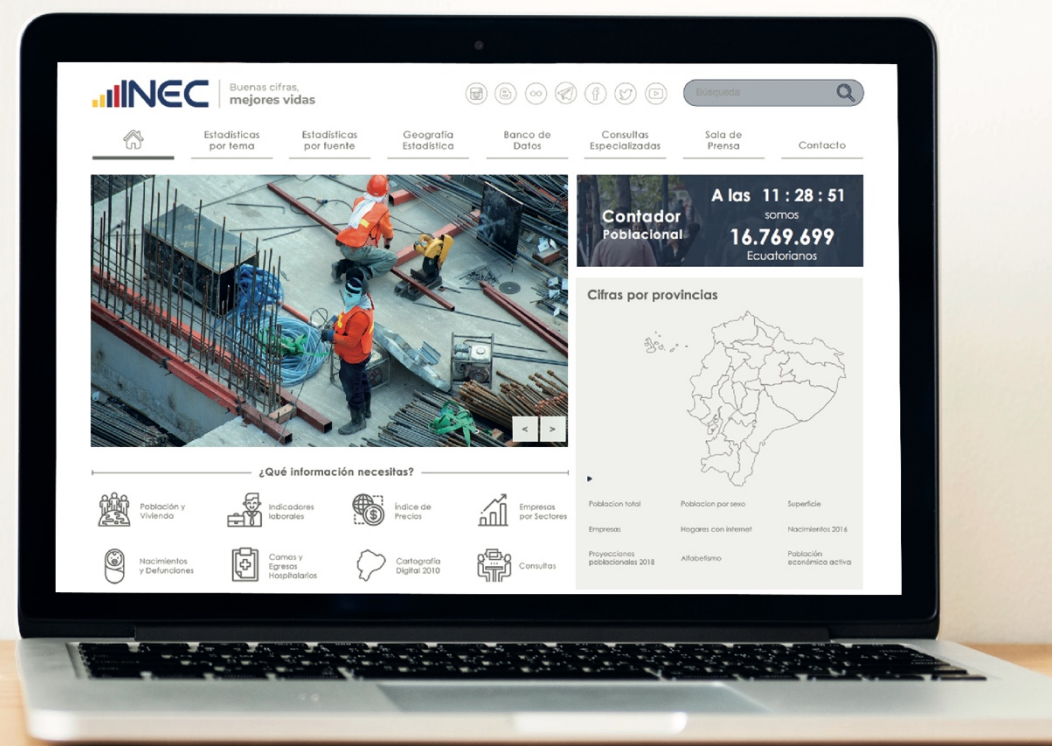 INEC
Buenas cifras,
mejores vidas
Búsqueda
Estadísticas
por tema
Estadísticas
por fuente
Geografía
Estadística
Banco de
Datos
Consultas
Especializadas
Sala de
Prensa
Contacto
Contador
Poblacional
A las 11 : 28 : 51
somos
16.769.699
Ecuatorianos
Cifras por provincias
< >
¿Qué información necesitas?
Población y
Vivienda
Indicadores
laborales
Índice de
Precios
Empresas
por Sectores
Nacimientos
y Defunciones
Camas y
Egresos
Hospitalarios
Cartografía
Digital 2010
Consultas
Poblacion total
Poblacion por sexo
Superficie
Empresas
Hogares con internet
Nacimientos 2016
Proyecciones
poblacionales 2018
Alfabetismo
Población
económica activa